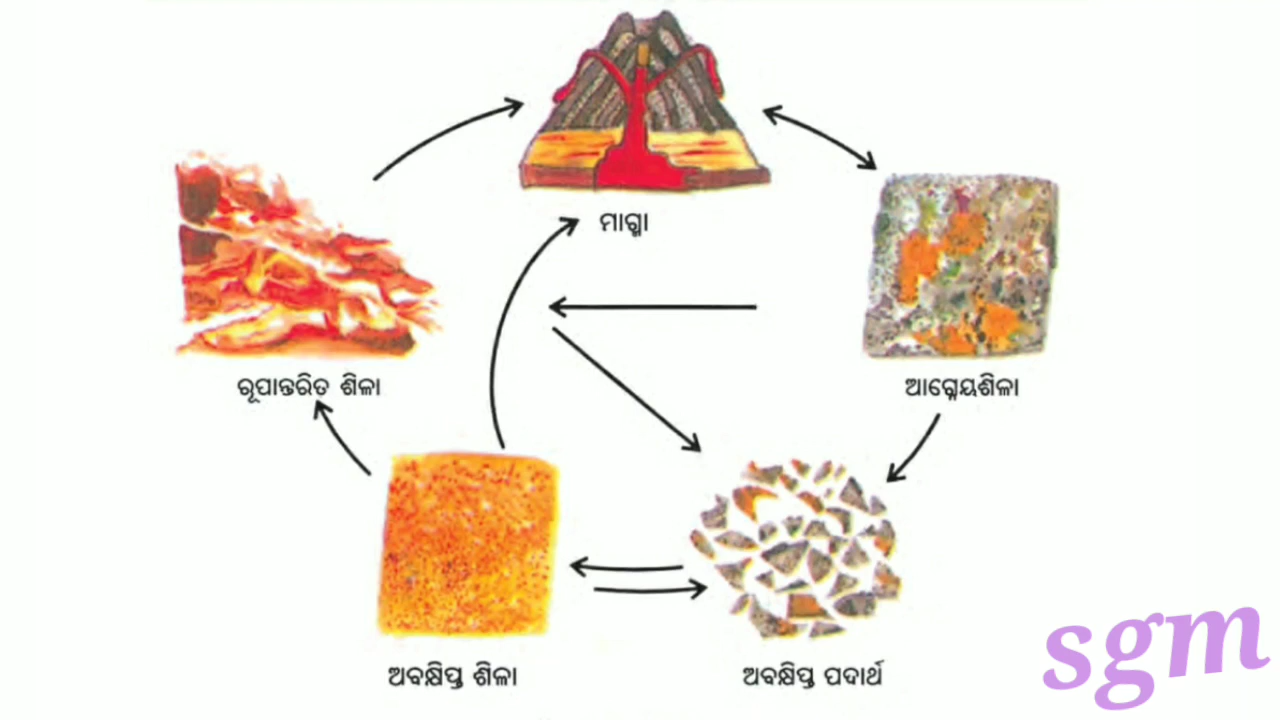 ମାଗ୍ମା
ରୂପାନ୍ତରିତ ଶିଳା
ଆଗ୍ନେୟଶିଳା
ଅବକ୍ଷିପ୍ତ ଶିଳା
ଅବକ୍ଷିପ୍ତ ପଦାର୍ଥ
sgm